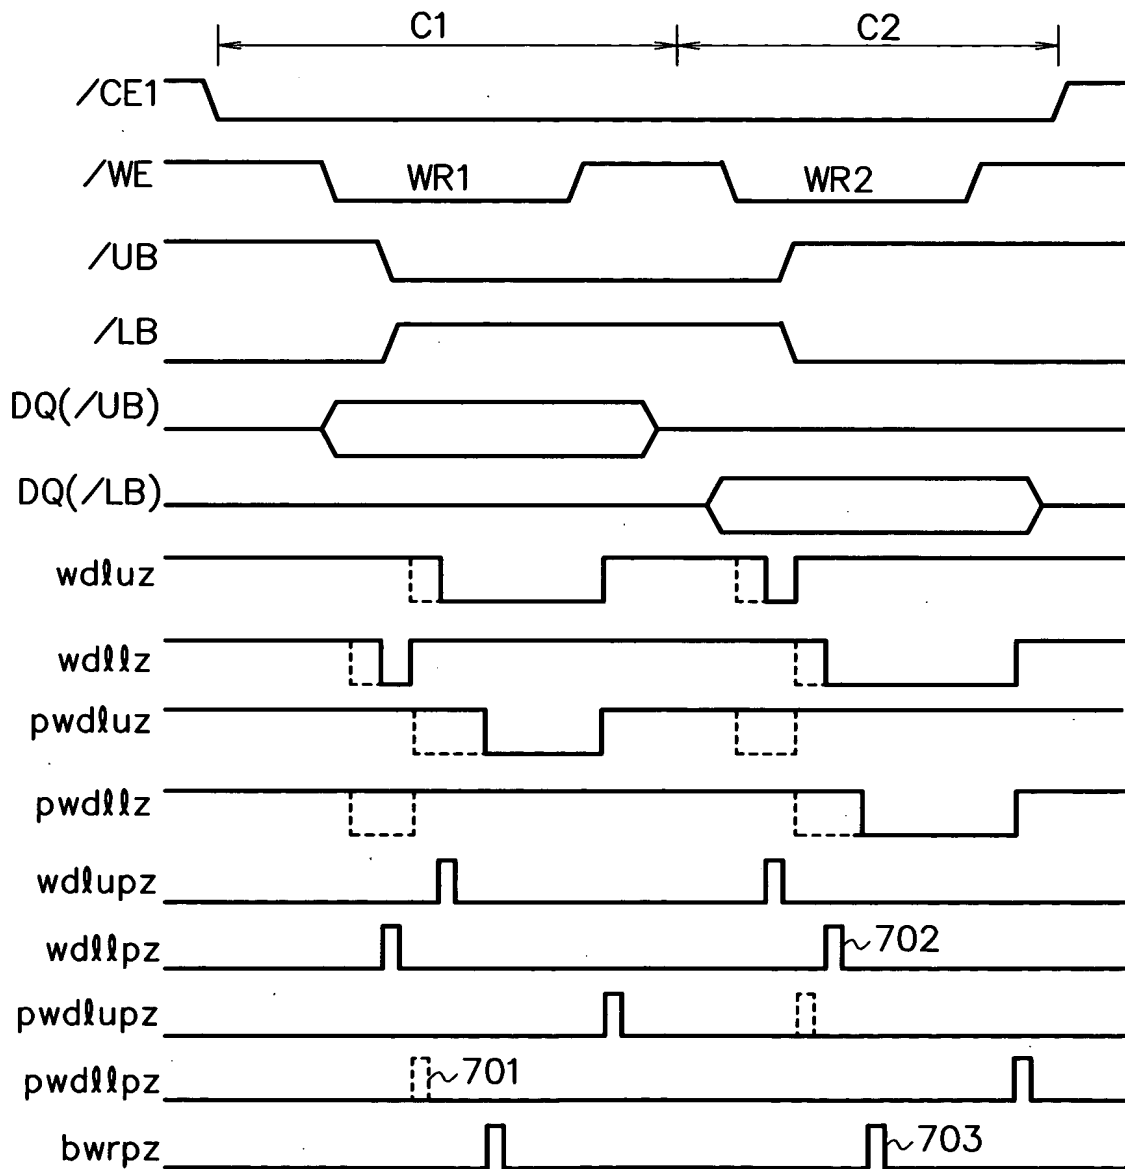 C1 C2
/CE1
/WE WR1 WR2
/UB
/LB
DQ(/UB)
DQ(/LB)
wdℓuz
wdℓℓz
pwdℓuz
pwdℓℓz
wdℓupz
wdℓℓpz 702
pwdℓupz
pwdℓℓpz 701
bwrpz 703